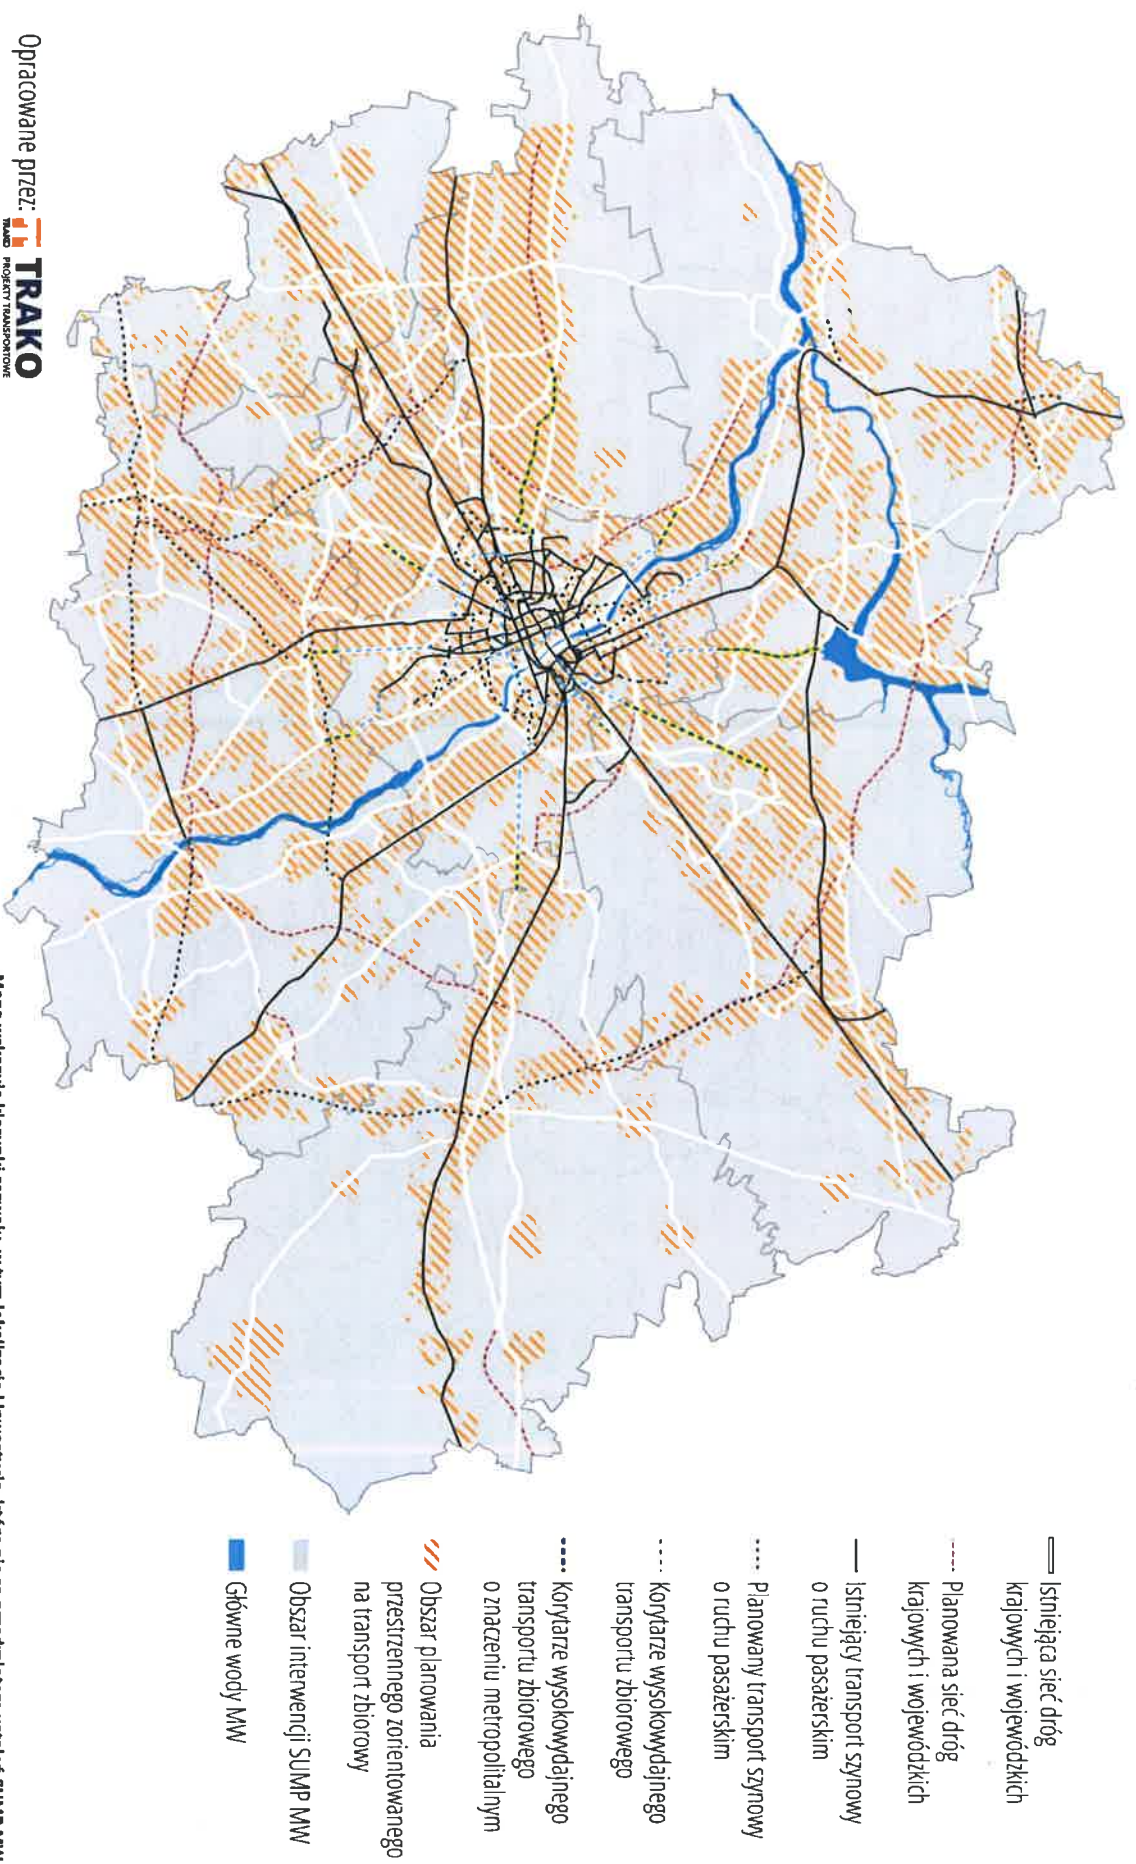 Istniejąca sieć dróg
krajowych i wojewódzkich
Planowana sieć dróg
krajowych i wojewódzkich
Istniejący transport szynowy
o ruchu pasażerskim
Planowany transport szynowy
o ruchu pasażerskim
Korytarze wysokowydajnego
transportu zbiorowego
Korytarze wysokowydajnego
transportu zbiorowego
o znaczeniu metropolitalnym
Obszar planowania
przestrzennego zorientowanego
na transport zbiorowy
Obszar interwencji SUMP MW
Główne wody MW
Opracowane przez:
TRAKO
TRAKO PROJEKTY TRANSPORTOWE